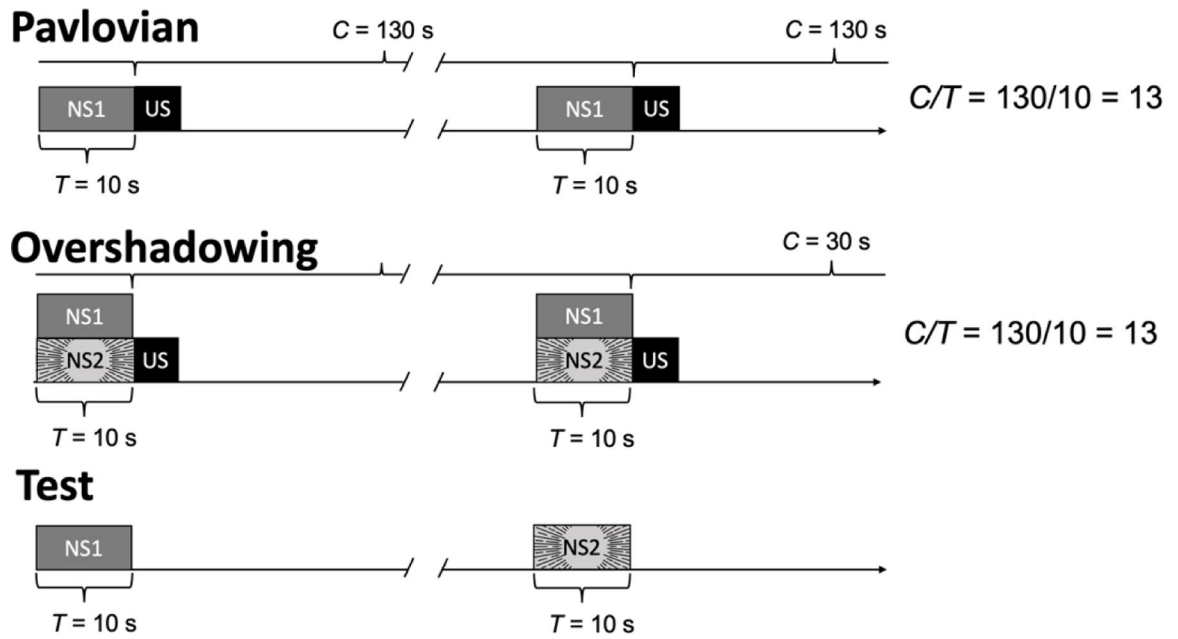 Pavlovian
C = 130 s
C = 130 s
NS1
US
NS1
US
C/T = 130/10 = 13
T = 10 s
T = 10 s
Overshadowing
C = 30 s
NS1
NS1
NS2
US
NS2
US
C/T = 130/10 = 13
T = 10 s
T = 10 s
Test
NS1
NS2
T = 10 s
T = 10 s